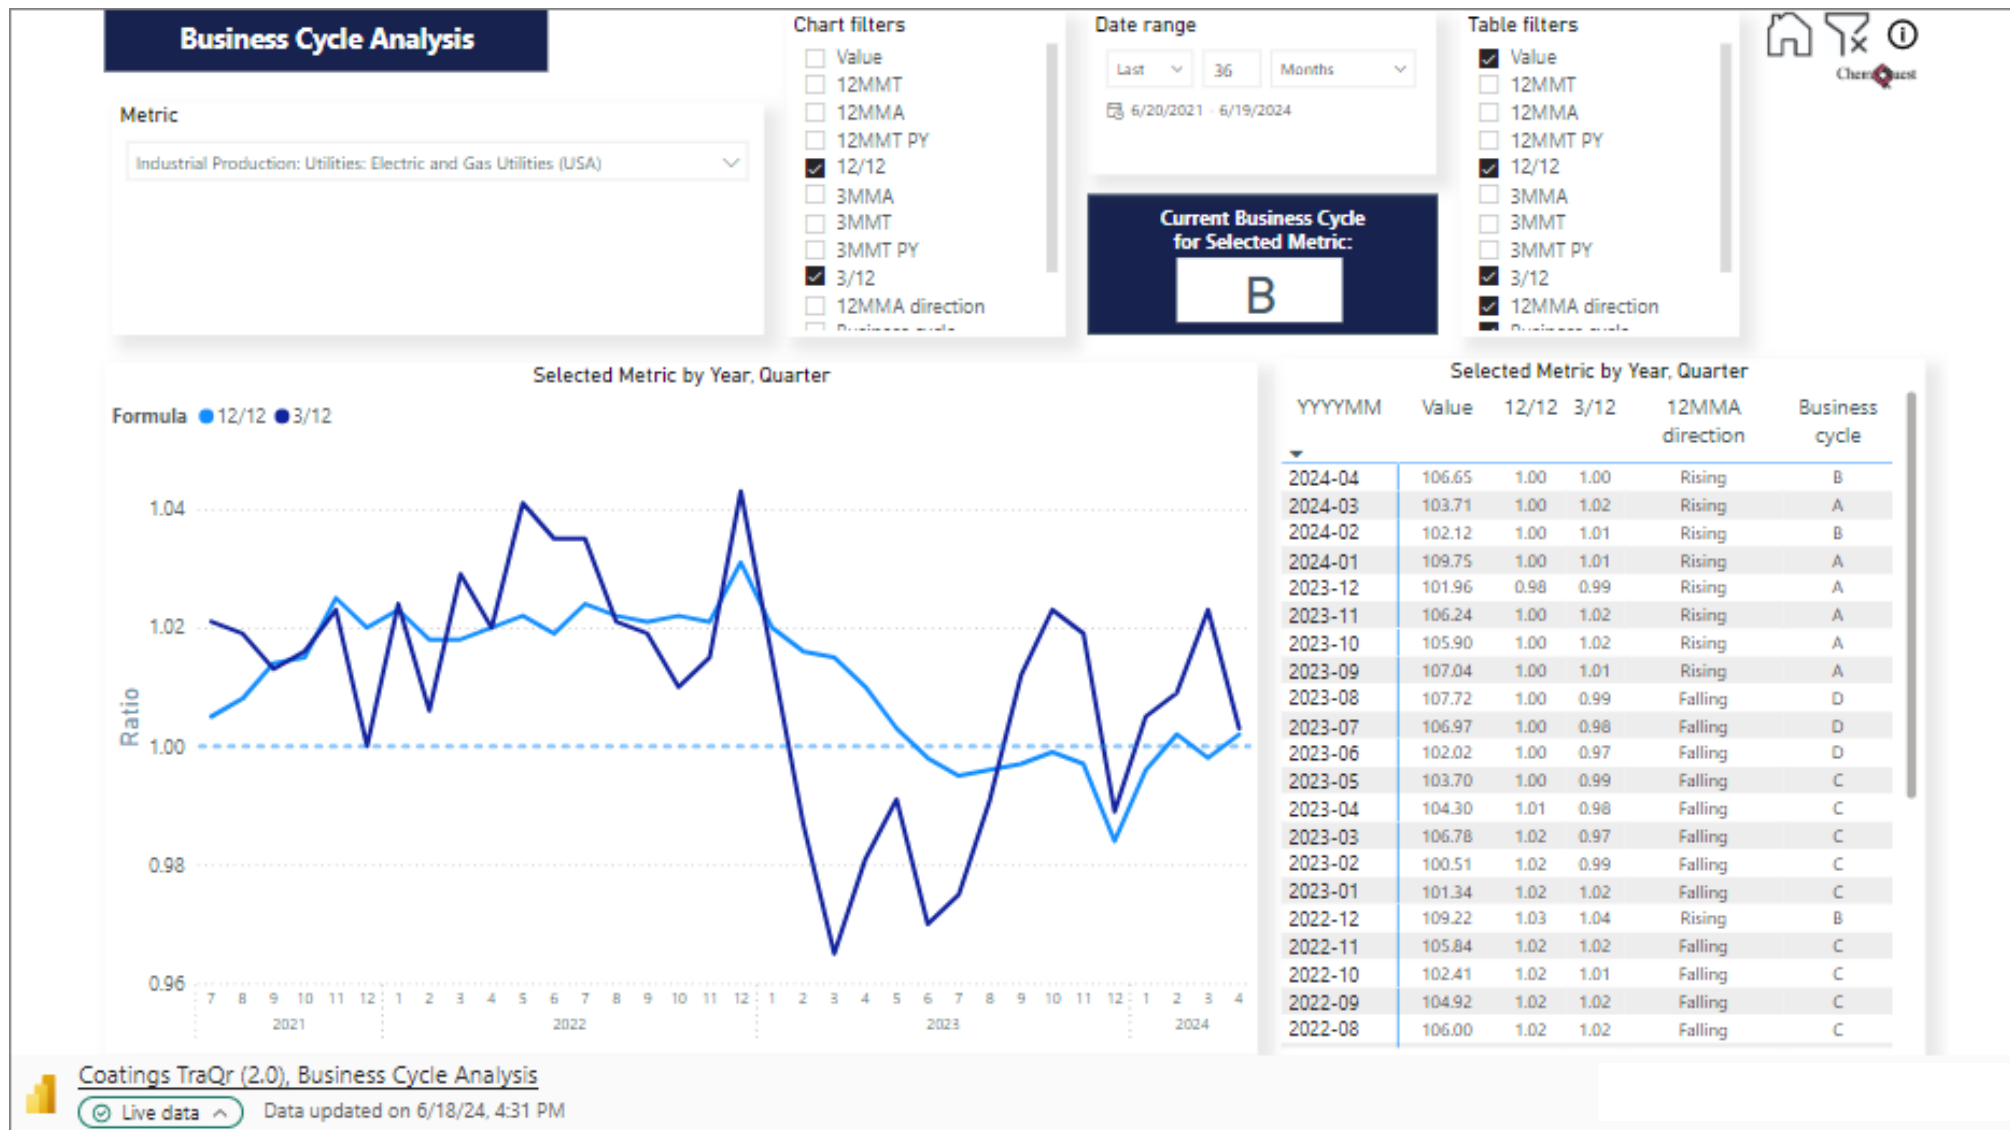 Business Cycle Analysis
Metric
Industrial Production: Utilities: Electric and Gas Utilities (USA)
Chart filters
Value
12MMT
12MMA
12MMT PY
12/12
3MMA
3MMT
3MMT PY
3/12
12MMA direction
Business cycle
Date range
Last 36 Months
6/20/2021 - 6/19/2024
Current Business Cycle
for Selected Metric:
B
Table filters
Value
12MMT
12MMA
12MMT PY
12/12
3MMA
3MMT
3MMT PY
3/12
12MMA direction
Business cycle
ChemQuest
Selected Metric by Year, Quarter
Formula 12/12 3/12
Ratio
1.04
1.02
1.00
0.98
0.96
7 8 9 10 11 12 1 2 3 4 5 6 7 8 9 10 11 12 1 2 3 4 5 6 7 8 9 10 11 12 1 2 3 4
2021 2022 2023 2024
Selected Metric by Year, Quarter
YYYYMM Value 12/12 3/12 12MMA direction Business cycle
2024-04 106.65 1.00 1.00 Rising B
2024-03 103.71 1.00 1.02 Rising A
2024-02 102.12 1.00 1.01 Rising B
2024-01 109.75 1.00 1.01 Rising A
2023-12 101.96 0.98 0.99 Rising A
2023-11 106.24 1.00 1.02 Rising A
2023-10 105.90 1.00 1.02 Rising A
2023-09 107.04 1.00 1.01 Rising A
2023-08 107.72 1.00 0.99 Falling D
2023-07 106.97 1.00 0.98 Falling D
2023-06 102.02 1.00 0.97 Falling D
2023-05 103.70 1.00 0.99 Falling C
2023-04 104.30 1.01 0.98 Falling C
2023-03 106.78 1.02 0.97 Falling C
2023-02 100.51 1.02 0.99 Falling C
2023-01 101.34 1.02 1.02 Falling C
2022-12 109.22 1.03 1.04 Rising B
2022-11 105.84 1.02 1.02 Falling C
2022-10 102.41 1.02 1.01 Falling C
2022-09 104.92 1.02 1.02 Falling C
2022-08 106.00 1.02 1.02 Falling C
Coatings TraQr (2.0), Business Cycle Analysis
Live data
Data updated on 6/18/24, 4:31 PM